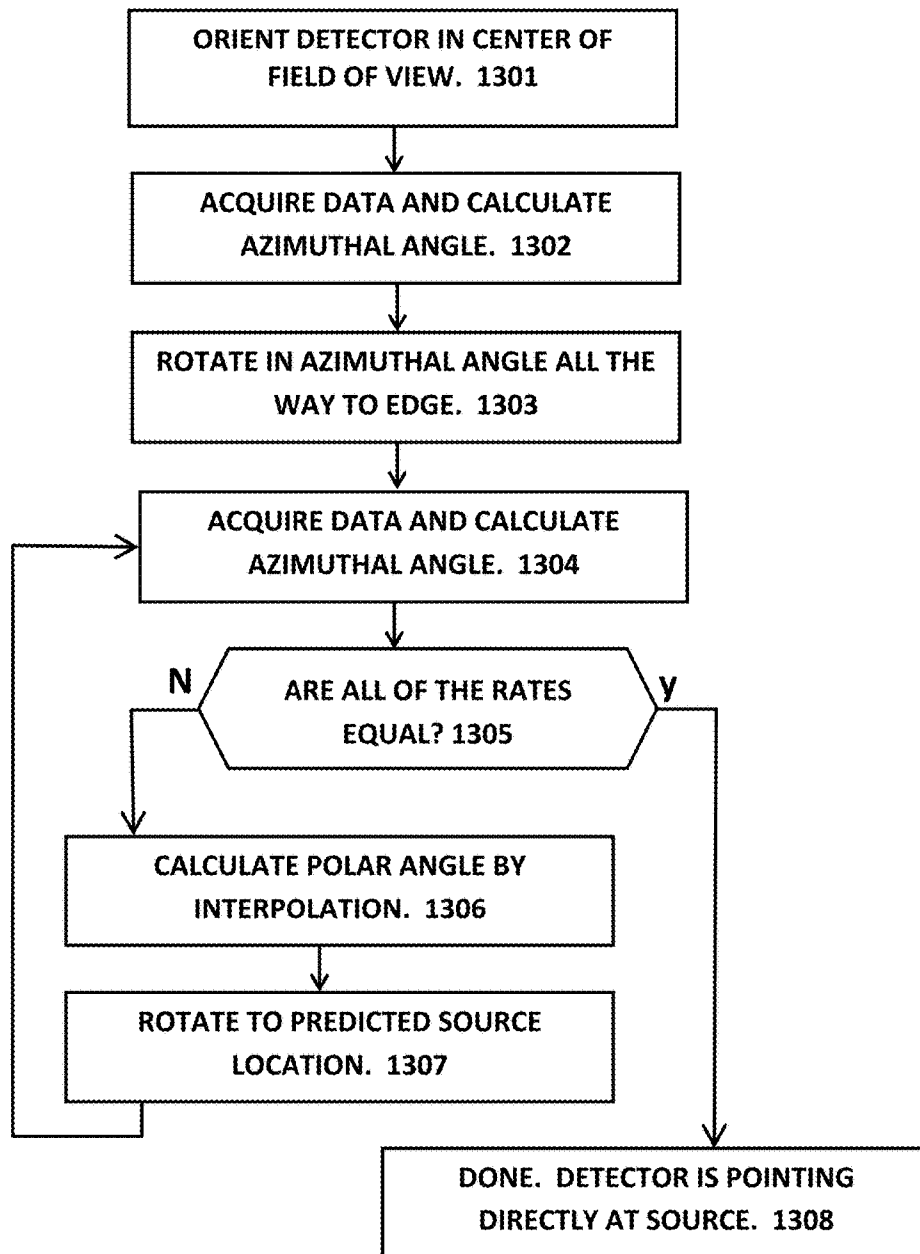 ORIENT DETECTOR IN CENTER OF
FIELD OF VIEW. 1301
ACQUIRE DATA AND CALCULATE
AZIMUTHAL ANGLE. 1302
ROTATE IN AZIMUTHAL ANGLE ALL THE
WAY TO EDGE. 1303
ACQUIRE DATA AND CALCULATE
AZIMUTHAL ANGLE. 1304
N
y
ARE ALL OF THE RATES
EQUAL? 1305
CALCULATE POLAR ANGLE BY
INTERPOLATION. 1306
ROTATE TO PREDICTED SOURCE
LOCATION. 1307
DONE. DETECTOR IS POINTING
DIRECTLY AT SOURCE. 1308